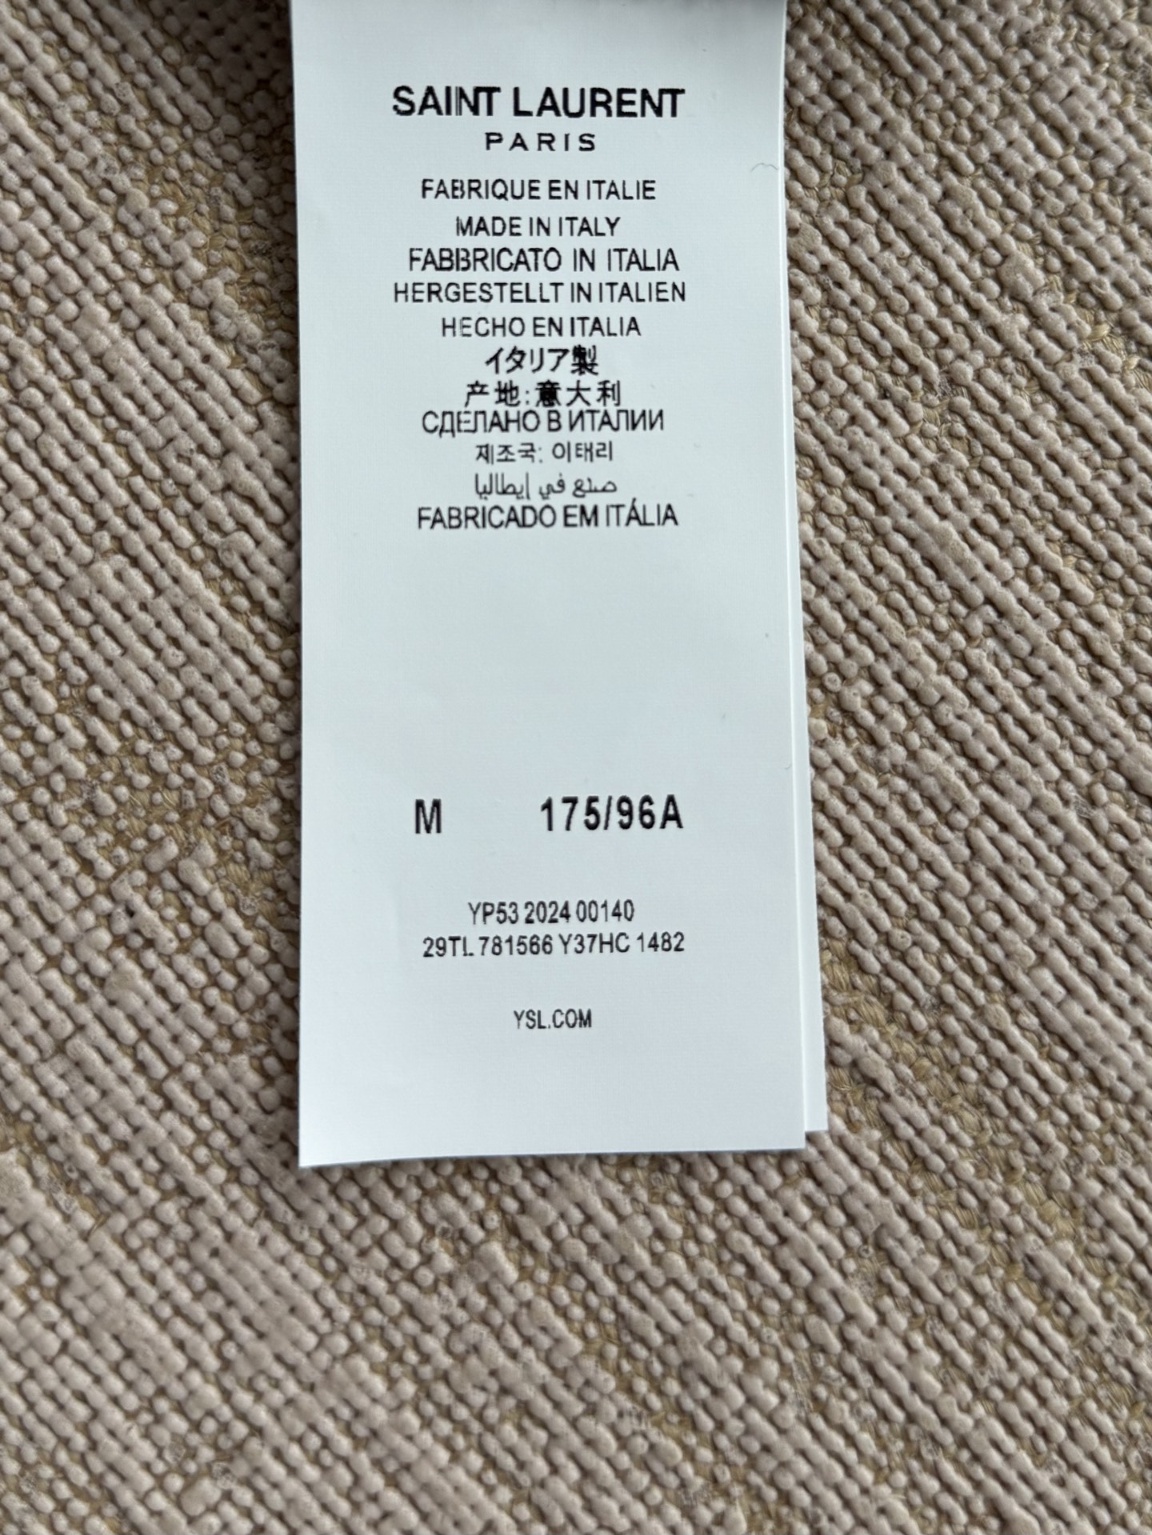 SAINT LAURENT
PARIS
FABRIQUE EN ITALIE
MADE IN ITALY
FABBRICATO IN ITALIA
HERGESTELLT IN ITALIEN
HECHO EN ITALIA
イタリア製
产地:意大利
СДЕЛАНО В ИТАЛИИ
제조국: 이태리
صنع في إيطاليا
FABRICADO EM ITÁLIA
M 175/96A
YP53 2024 00140
29TL 781566 Y37HC 1482
YSL.COM